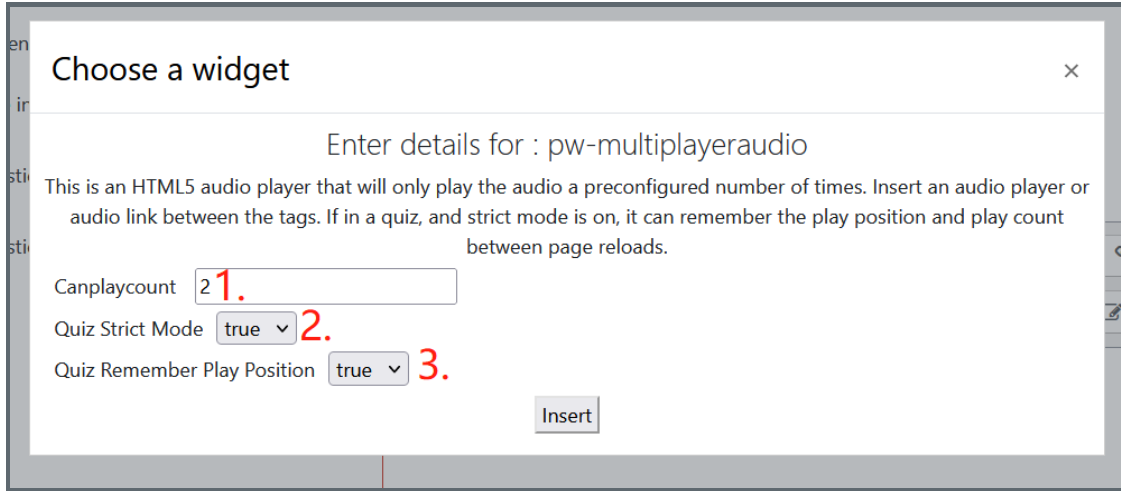 Choose a widget
×
Enter details for : pw-multiplayeraudio
This is an HTML5 audio player that will only play the audio a preconfigured number of times. Insert an audio player or
audio link between the tags. If in a quiz, and strict mode is on, it can remember the play position and play count
between page reloads.
Canplaycount 2 1.
Quiz Strict Mode true 2.
Quiz Remember Play Position true 3.
Insert